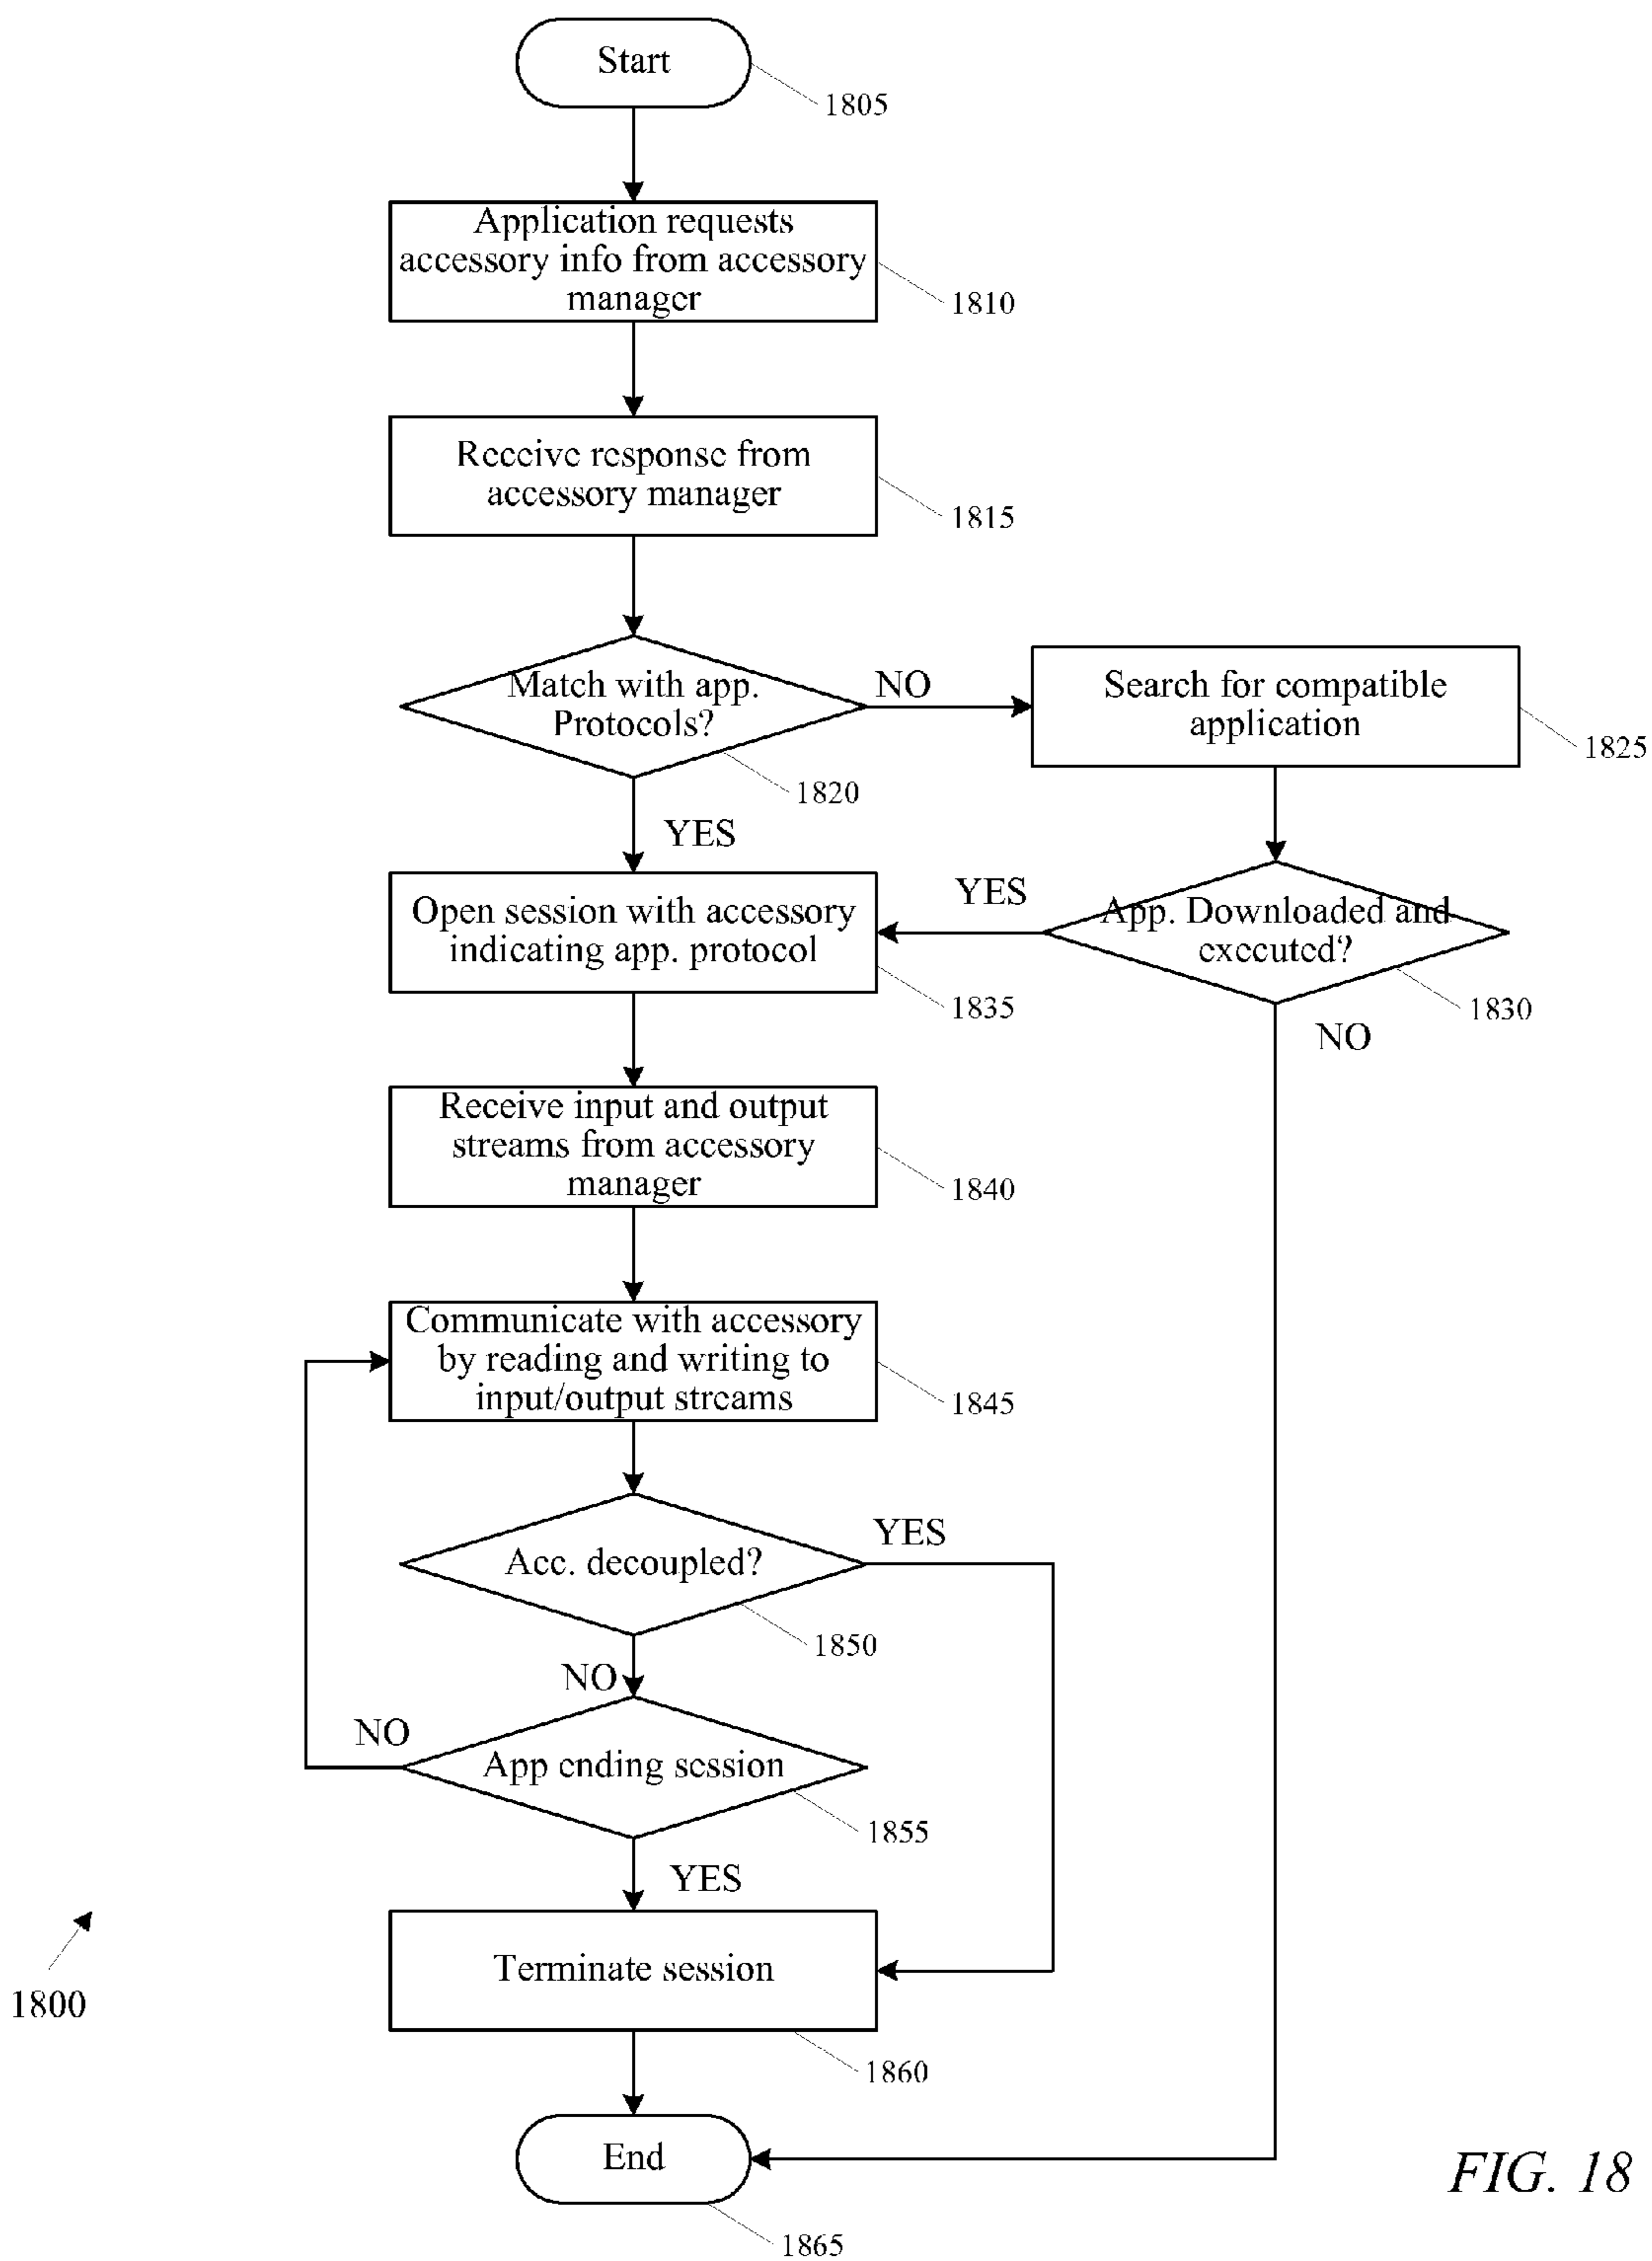 Start
1805
Application requests
accessory info from accessory
manager
1810
Receive response from
accessory manager
1815
Match with app.
Protocols?
1820
NO
Search for compatible
application
1825
YES
App. Downloaded and
executed?
1830
YES
NO
Open session with accessory
indicating app. protocol
1835
Receive input and output
streams from accessory
manager
1840
Communicate with accessory
by reading and writing to
input/output streams
1845
Acc. decoupled?
1850
YES
NO
App ending session
1855
NO
YES
Terminate session
1860
End
1865
1800
FIG. 18